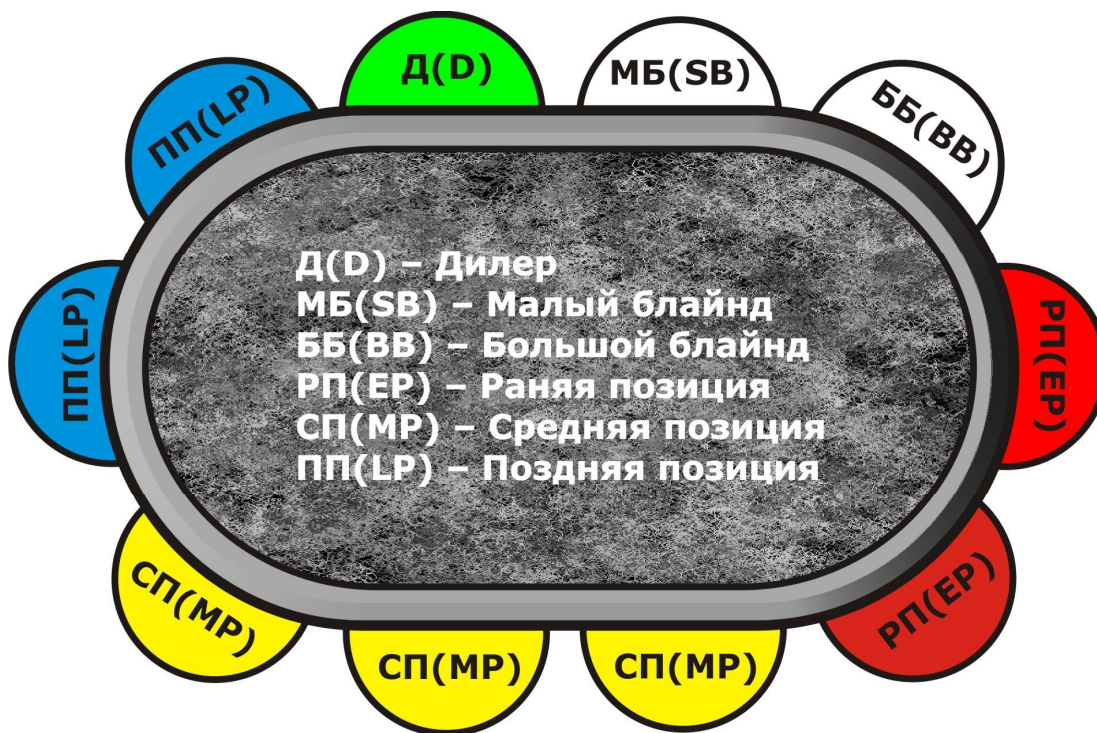 Д(D)
МБ(SB)
ББ(BB)
ПП(LP)
ПП(LP)
РП(EP)
РП(EP)
СП(MP)
СП(MP)
СП(MP)
Д(D) – Дилер
МБ(SB) – Малый блайнд
ББ(BB) – Большой блайнд
РП(EP) – Раняя позиция
СП(MP) – Средняя позиция
ПП(LP) – Поздняя позиция